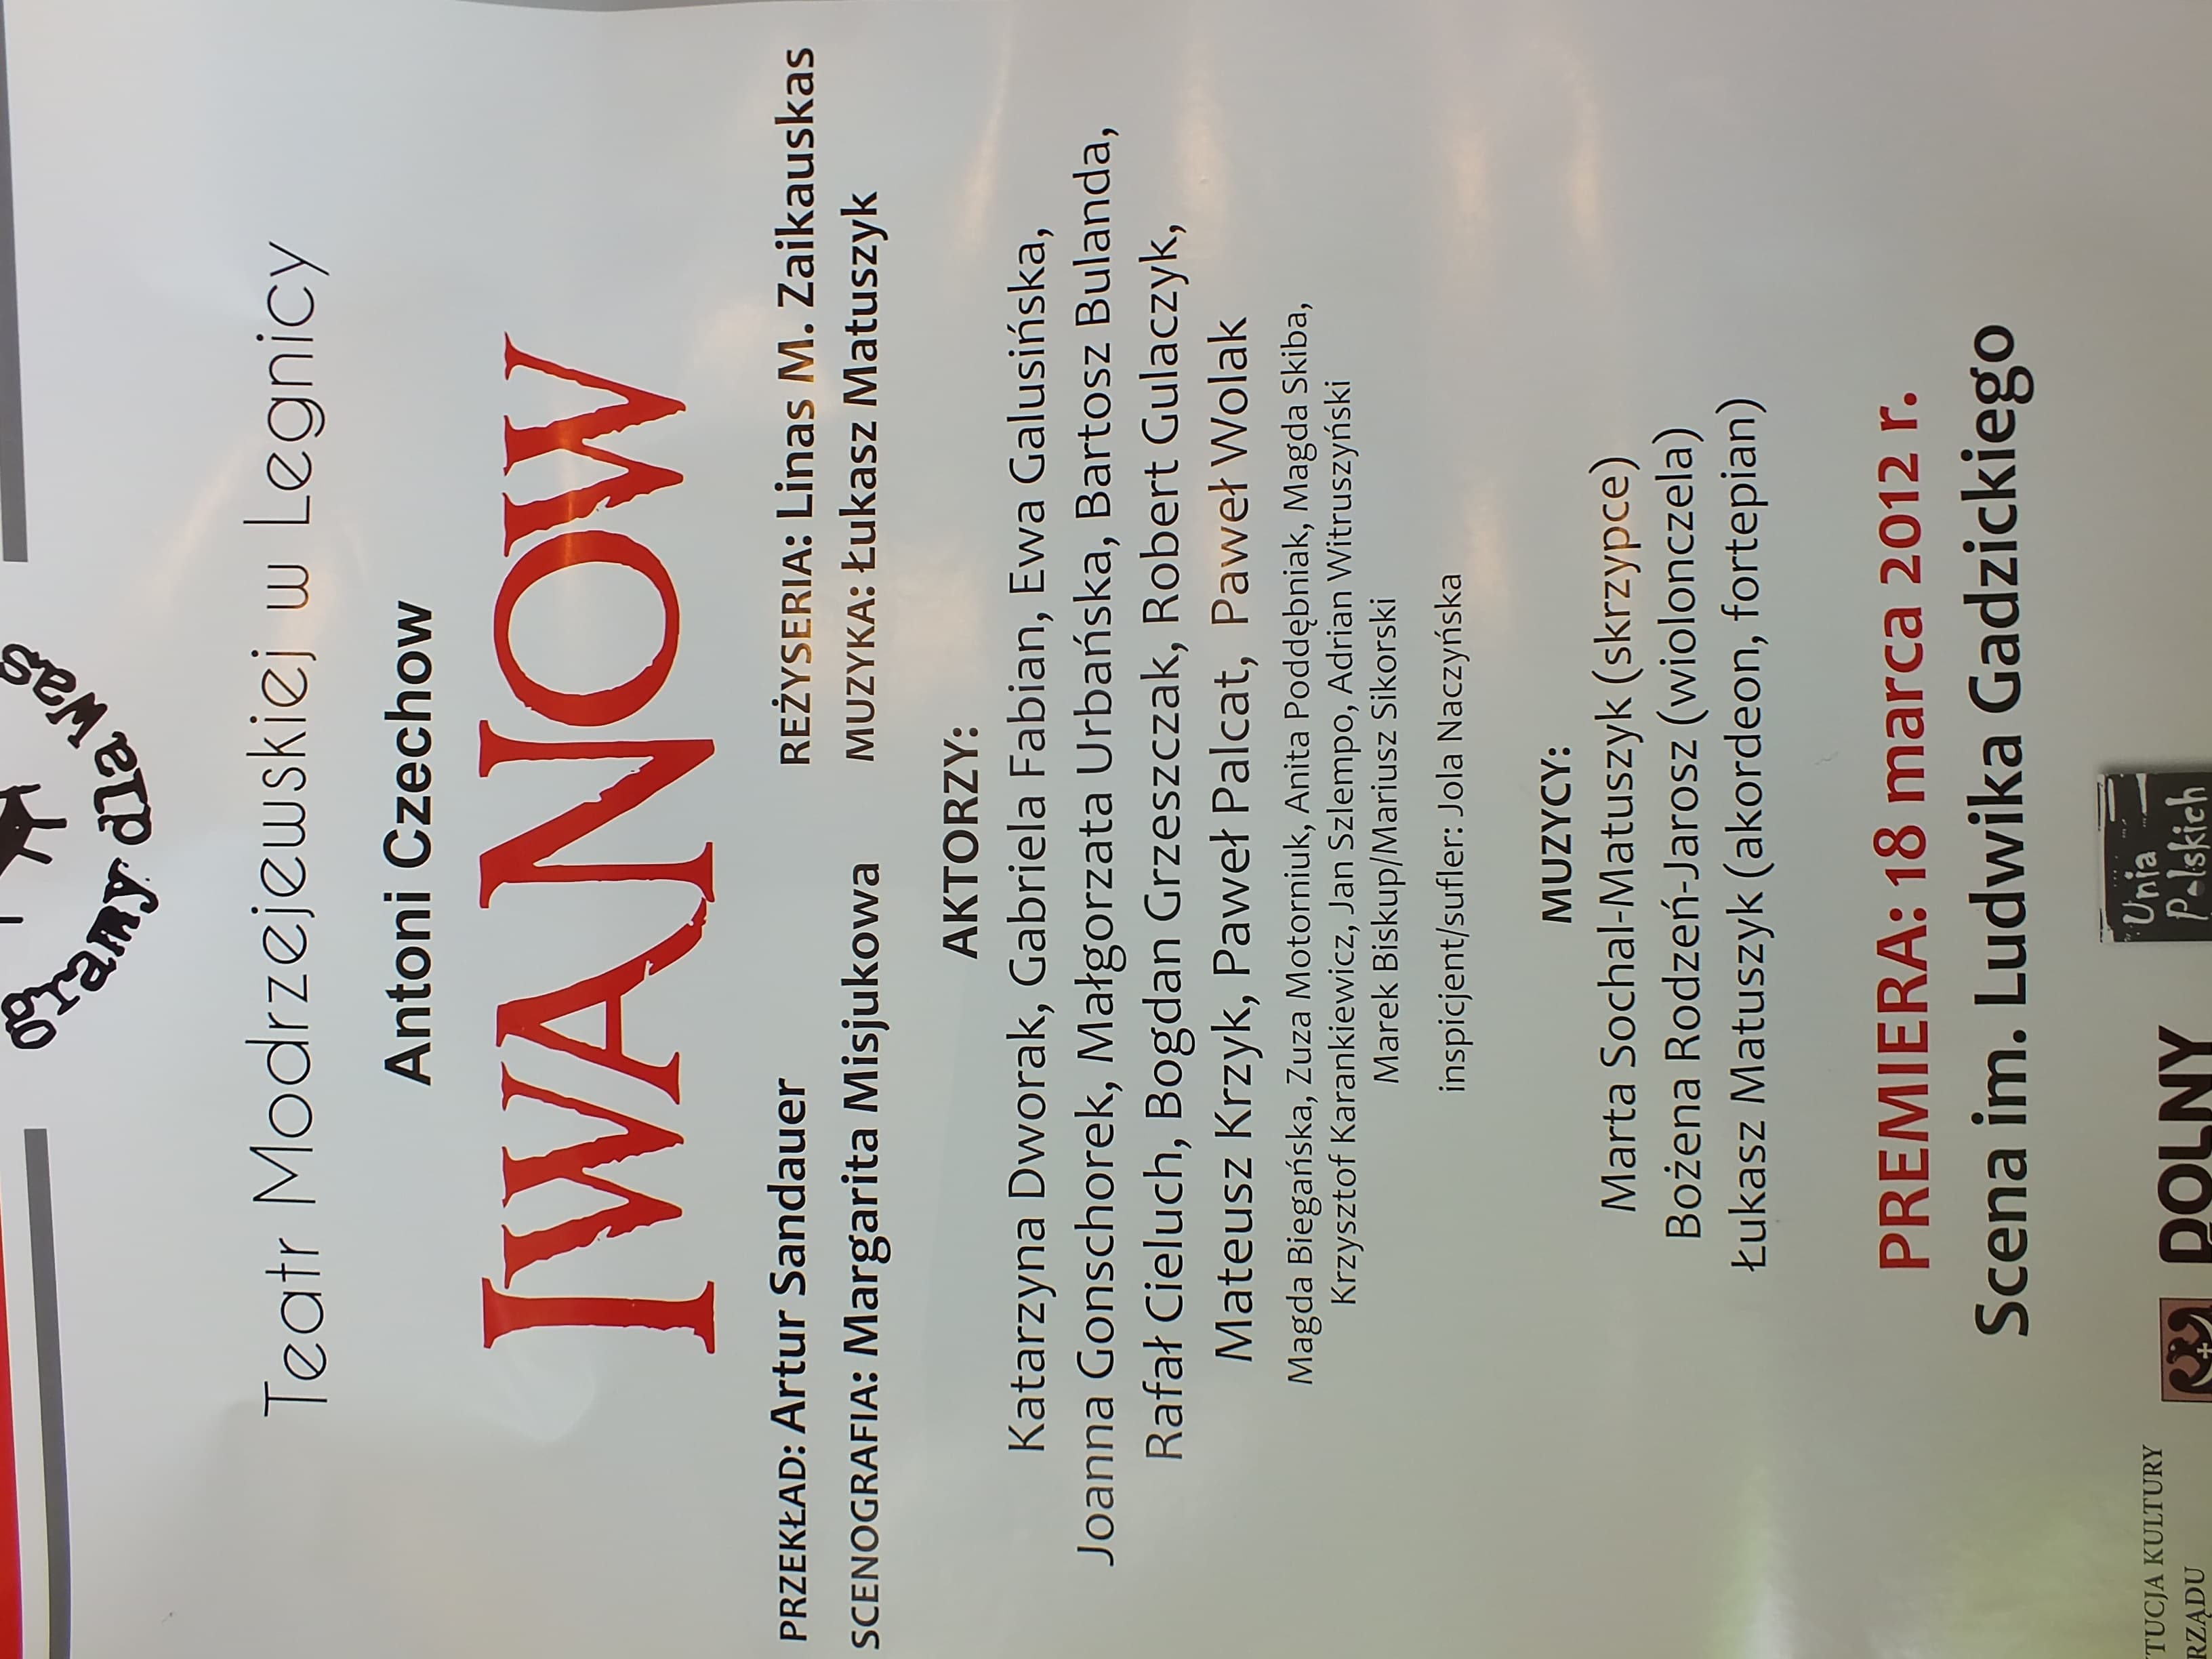 gramy dla Was
Teatr Modrzejewskiej w Legnicy
Antoni Czechow
IWANOW
PRZEKŁAD: Artur Sandauer REŻYSERIA: Linas M. Zaikauskas
SCENOGRAFIA: Margarita Misjukowa MUZYKA: Łukasz Matuszyk
AKTORZY:
Katarzyna Dworak, Gabriela Fabian, Ewa Galusińska,
Joanna Gonschorek, Małgorzata Urbańska, Bartosz Bulanda,
Rafał Cieluch, Bogdan Grzeszczak, Robert Gulaczyk,
Mateusz Krzyk, Paweł Palcat, Paweł Wolak
Magda Biegańska, Zuza Motorniuk, Anita Poddębniak, Magda Skiba,
Krzysztof Karankiewicz, Jan Szlempo, Adrian Witruszyński
Marek Biskup/Mariusz Sikorski
inspicjent/sufler: Jola Naczyńska
MUZYCY:
Marta Sochal-Matuszyk (skrzypce)
Bożena Rodzeń-Jarosz (wiolonczela)
Łukasz Matuszyk (akordeon, fortepian)
PREMIERA: 18 marca 2012 r.
Scena im. Ludwika Gadzickiego
TUCJA KULTURY
RZĄDU
DOLNY
Unia
Polskich